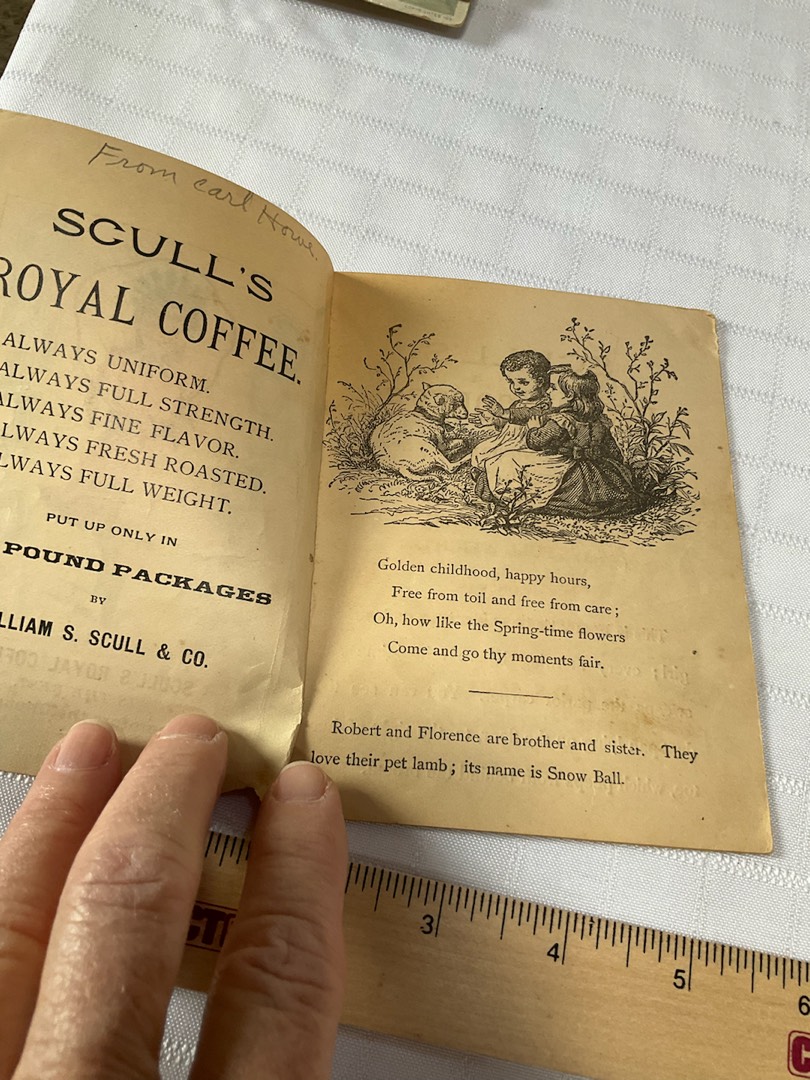 From Carl Howe.
SCULL'S
ROYAL COFFEE.
ALWAYS UNIFORM.
ALWAYS FULL STRENGTH.
ALWAYS FINE FLAVOR.
ALWAYS FRESH ROASTED.
ALWAYS FULL WEIGHT.
PUT UP ONLY IN
POUND PACKAGES
BY
LLIAM S. SCULL & CO.
Golden childhood, happy hours,
Free from toil and free from care;
Oh, how like the Spring-time flowers
Come and go thy moments fair.
Robert and Florence are brother and sister. They
love their pet lamb; its name is Snow Ball.
3
4
5
6